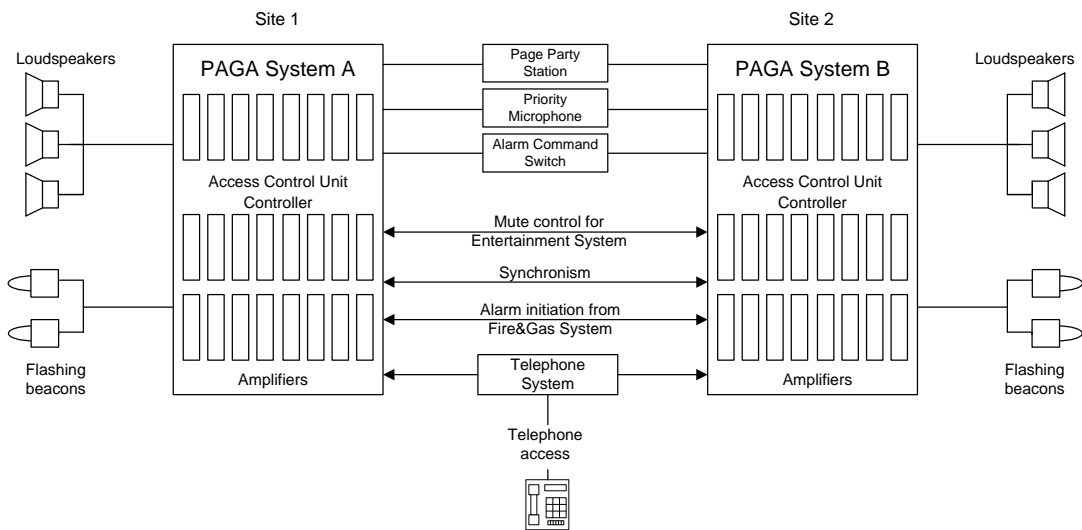 Site 1
Site 2
Loudspeakers
PAGA System A
Page Party
Station
PAGA System B
Loudspeakers
Priority
Microphone
Alarm Command
Switch
Access Control Unit
Controller
Access Control Unit
Controller
Mute control for
Entertainment System
Synchronism
Alarm initiation from
Fire&Gas System
Flashing
beacons
Amplifiers
Telephone
System
Amplifiers
Flashing
beacons
Telephone
access